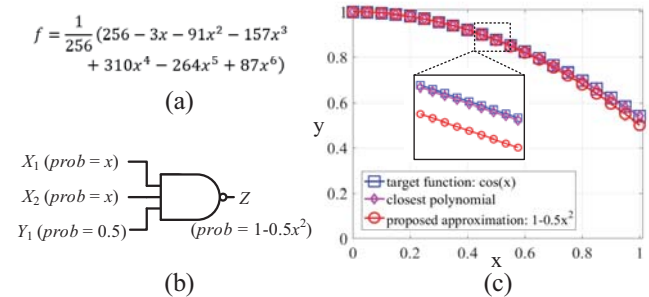 f = 1/256 (256 − 3x − 91x² − 157x³
+ 310x⁴ − 264x⁵ + 87x⁶)
(a)
X₁ (prob = x)
X₂ (prob = x)
Y₁ (prob = 0.5)
Z
(prob = 1-0.5x²)
(b)
y
1
0.8
0.6
0.4
0.2
0
target function: cos(x)
closest polynomial
proposed approximation: 1-0.5x²
0 0.2 0.4 0.6 0.8 1
x
(c)